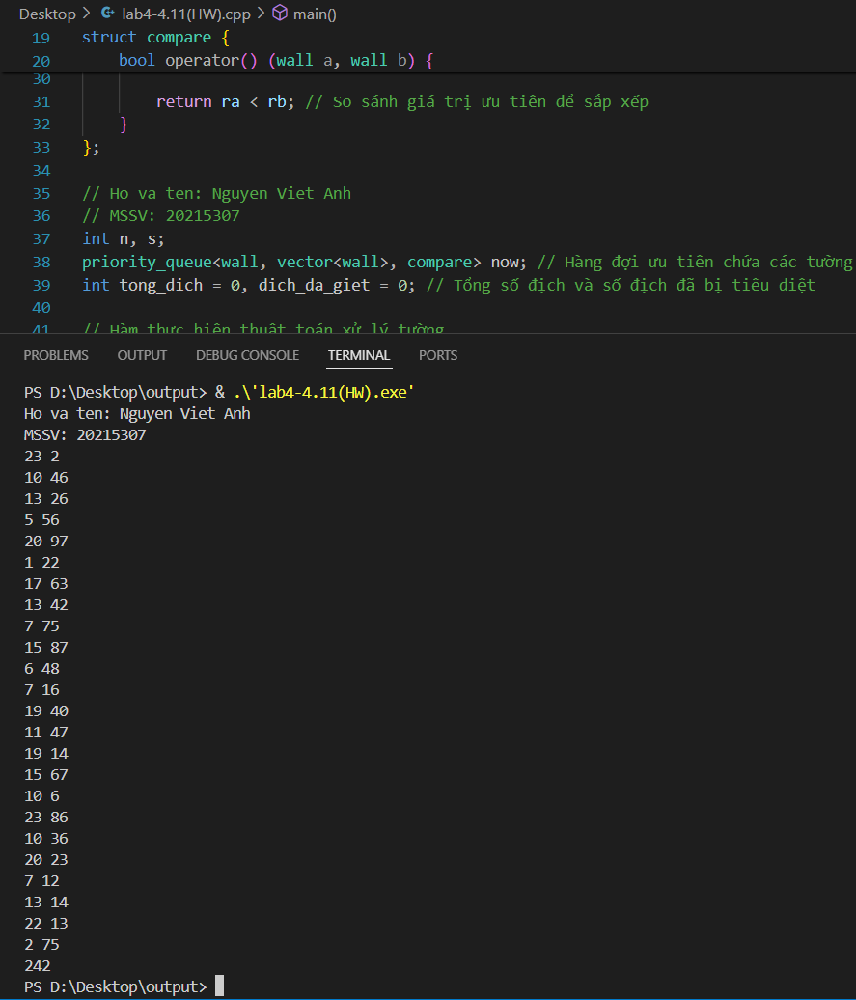 Desktop > lab4-4.11(HW).cpp > main()
19 struct compare {
20 bool operator() (wall a, wall b) {
30
31 return ra < rb; // So sánh giá trị ưu tiên để sắp xếp
32 }
33 };
34
35 // Ho va ten: Nguyen Viet Anh
36 // MSSV: 20215307
37 int n, s;
38 priority_queue<wall, vector<wall>, compare> now; // Hàng đợi ưu tiên chứa các tường
39 int tong_dich = 0, dich_da_giet = 0; // Tổng số địch và số địch đã bị tiêu diệt
40
41 // Hàm thực hiện thuật toán xử lý tường
PROBLEMS OUTPUT DEBUG CONSOLE TERMINAL PORTS
PS D:\Desktop\output> & .\'lab4-4.11(HW).exe'
Ho va ten: Nguyen Viet Anh
MSSV: 20215307
23 2
10 46
13 26
5 56
20 97
1 22
17 63
13 42
7 75
15 87
6 48
7 16
19 40
11 47
19 14
15 67
10 6
23 86
10 36
20 23
7 12
13 14
22 13
2 75
242
PS D:\Desktop\output>